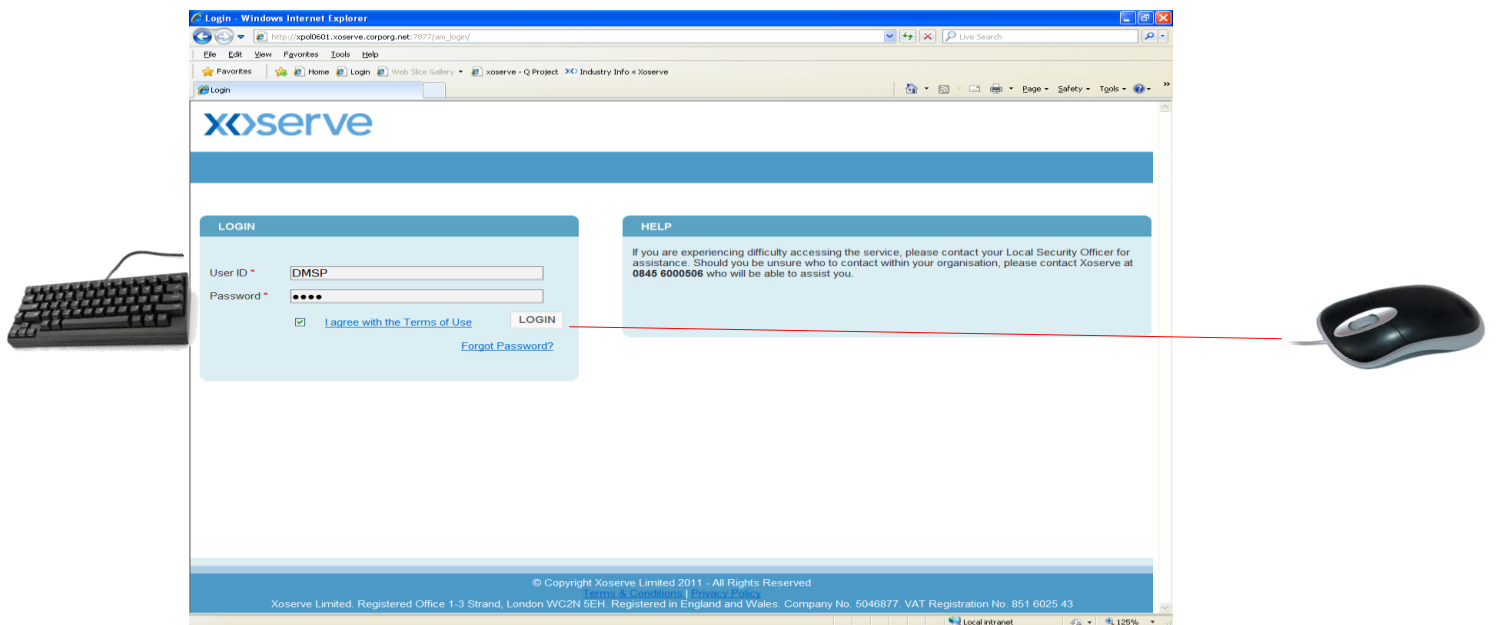 Login - Windows Internet Explorer
http://xpol0601.xoserve.corporg.net:7877/am_login/
Live Search
File Edit View Favorites Tools Help
Favorites Home Login Web Slice Gallery xoserve - Q Project Industry Info « Xoserve
Login
Page Safety Tools
xoserve
LOGIN
User ID *
DMSP
Password *
••••
I agree with the Terms of Use
LOGIN
Forgot Password?
HELP
If you are experiencing difficulty accessing the service, please contact your Local Security Officer for
assistance. Should you be unsure who to contact within your organisation, please contact Xoserve at
0845 6000506 who will be able to assist you.
© Copyright Xoserve Limited 2011 - All Rights Reserved
Terms & Conditions | Privacy Policy
Xoserve Limited. Registered Office 1-3 Strand, London WC2N 5EH. Registered in England and Wales. Company No. 5046877. VAT Registration No. 851 6025 43
Local intranet 125%